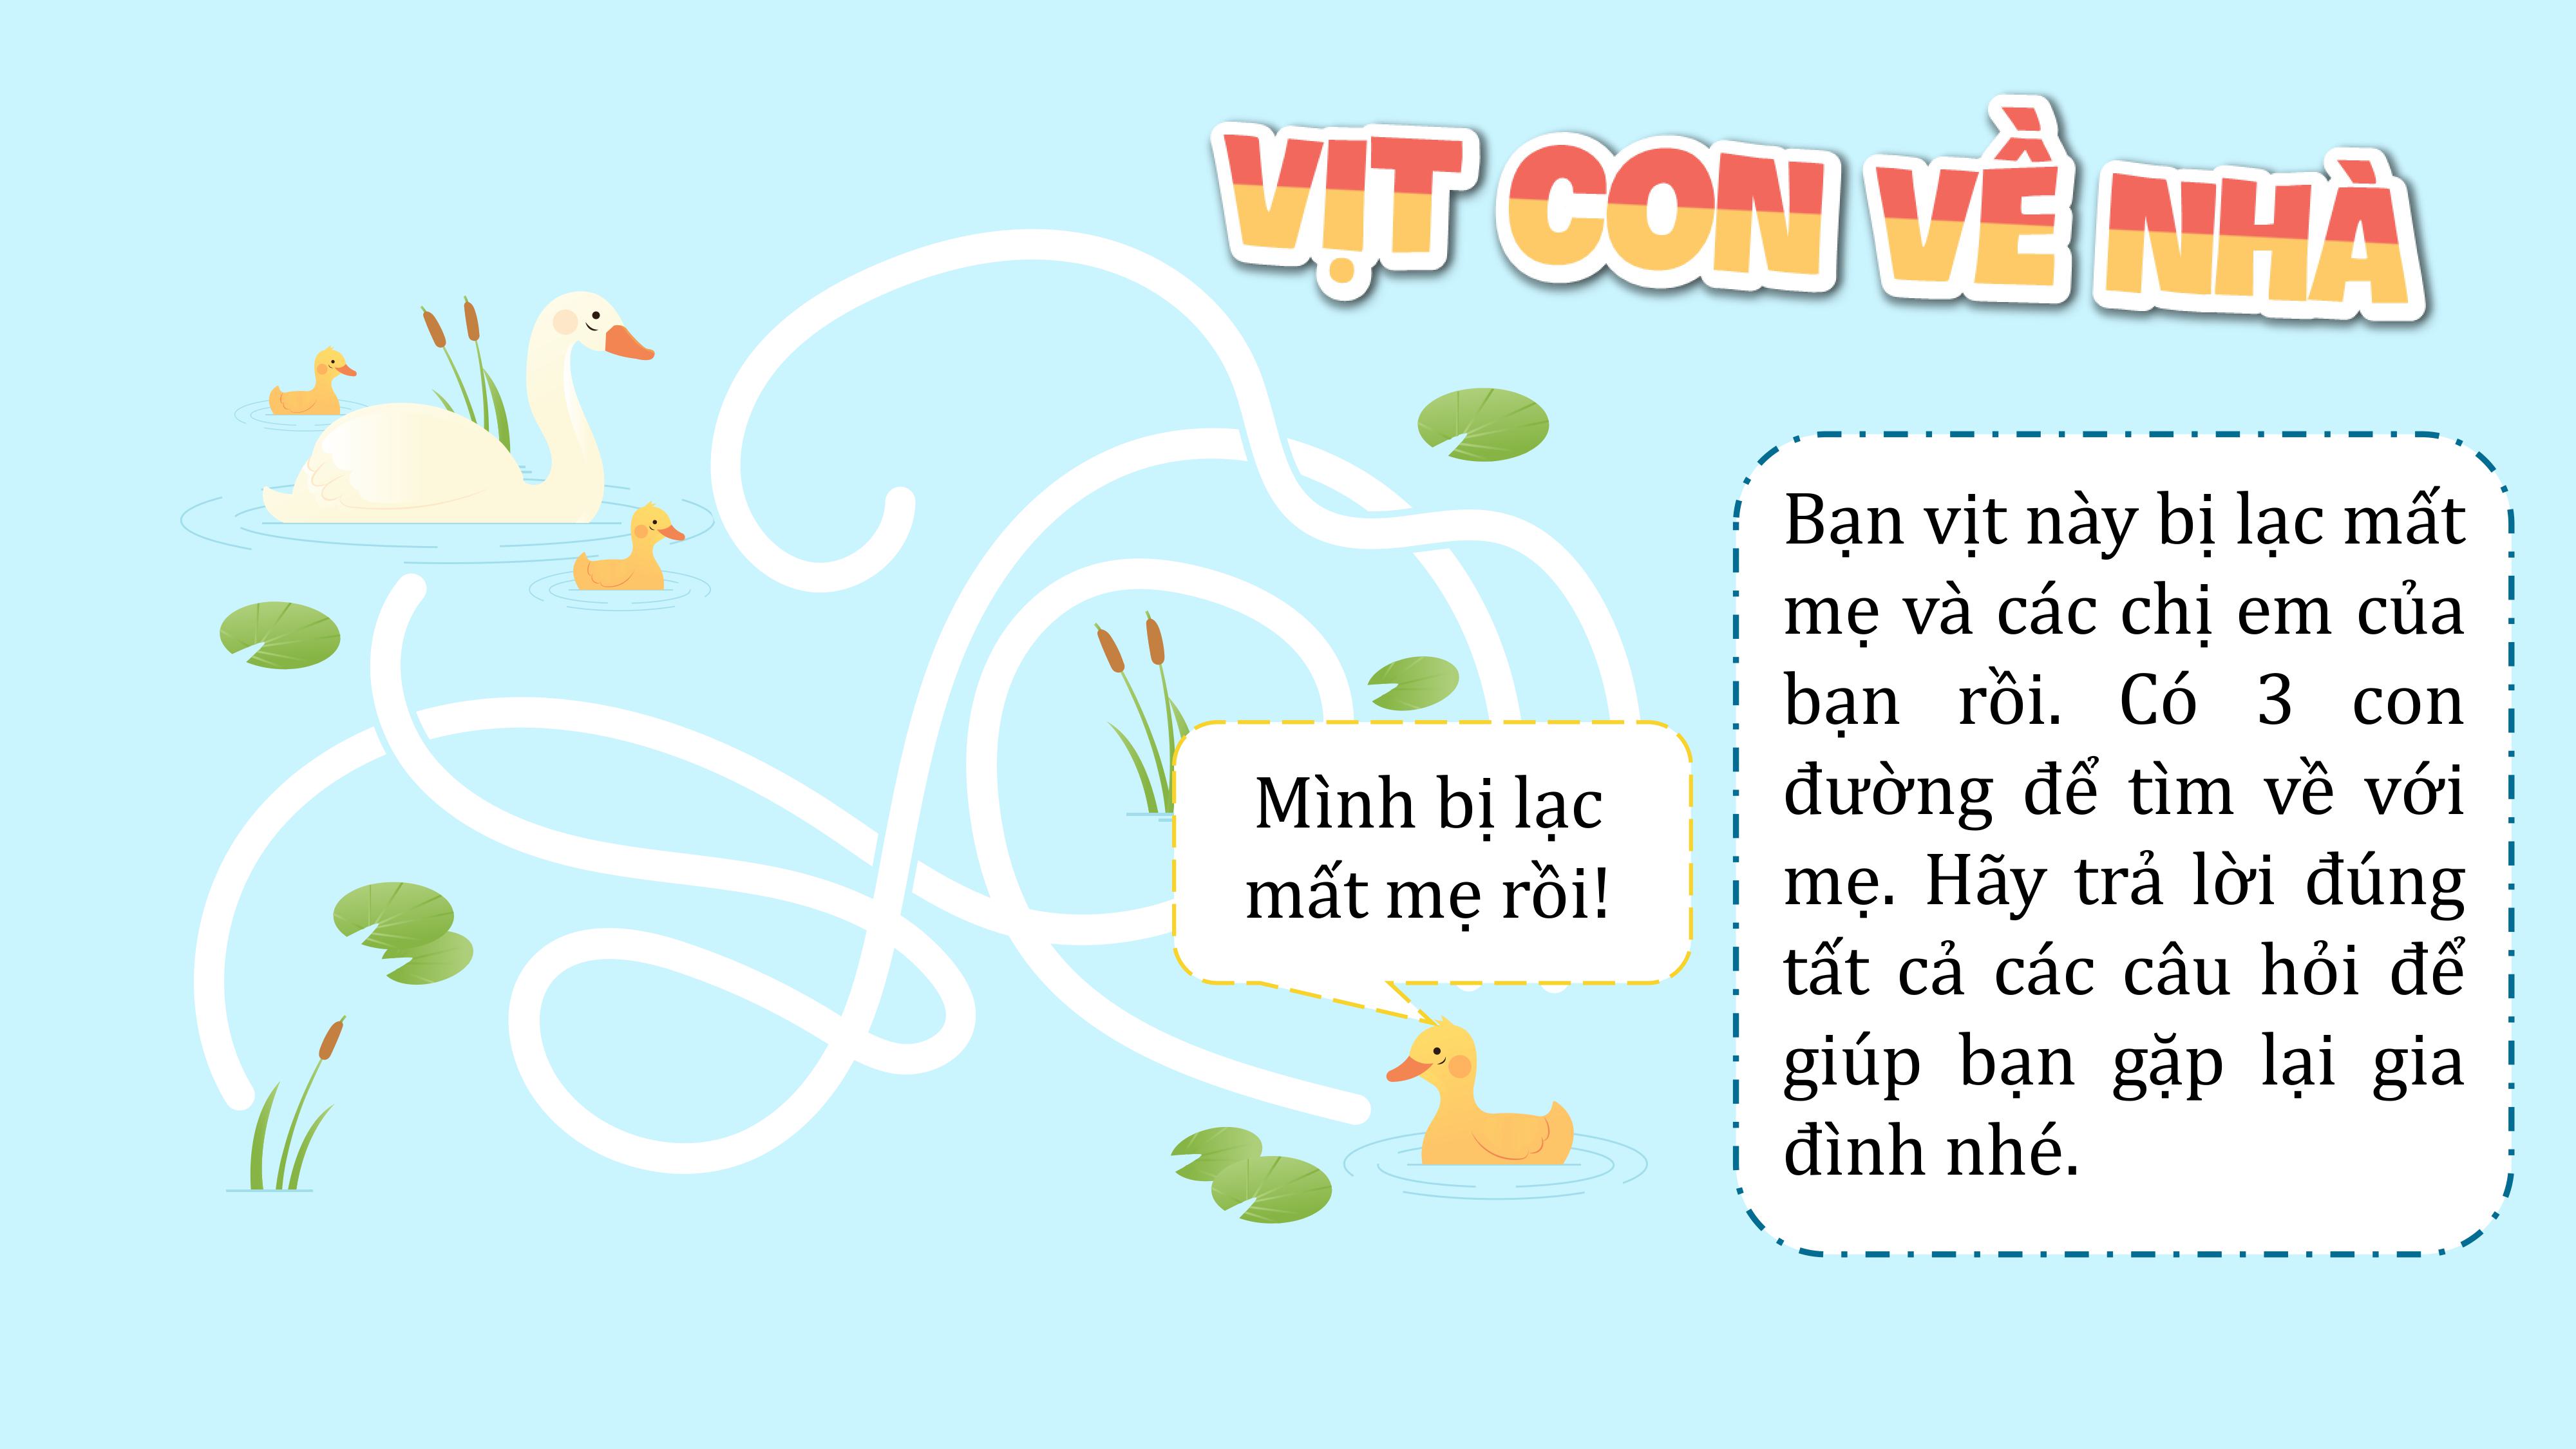 VỊT CON VỀ NHÀ
Bạn vịt này bị lạc mất
mẹ và các chị em của
bạn rồi. Có 3 con
đường để tìm về với
mẹ. Hãy trả lời đúng
tất cả các câu hỏi để
giúp bạn gặp lại gia
đình nhé.
Mình bị lạc
mất mẹ rồi!